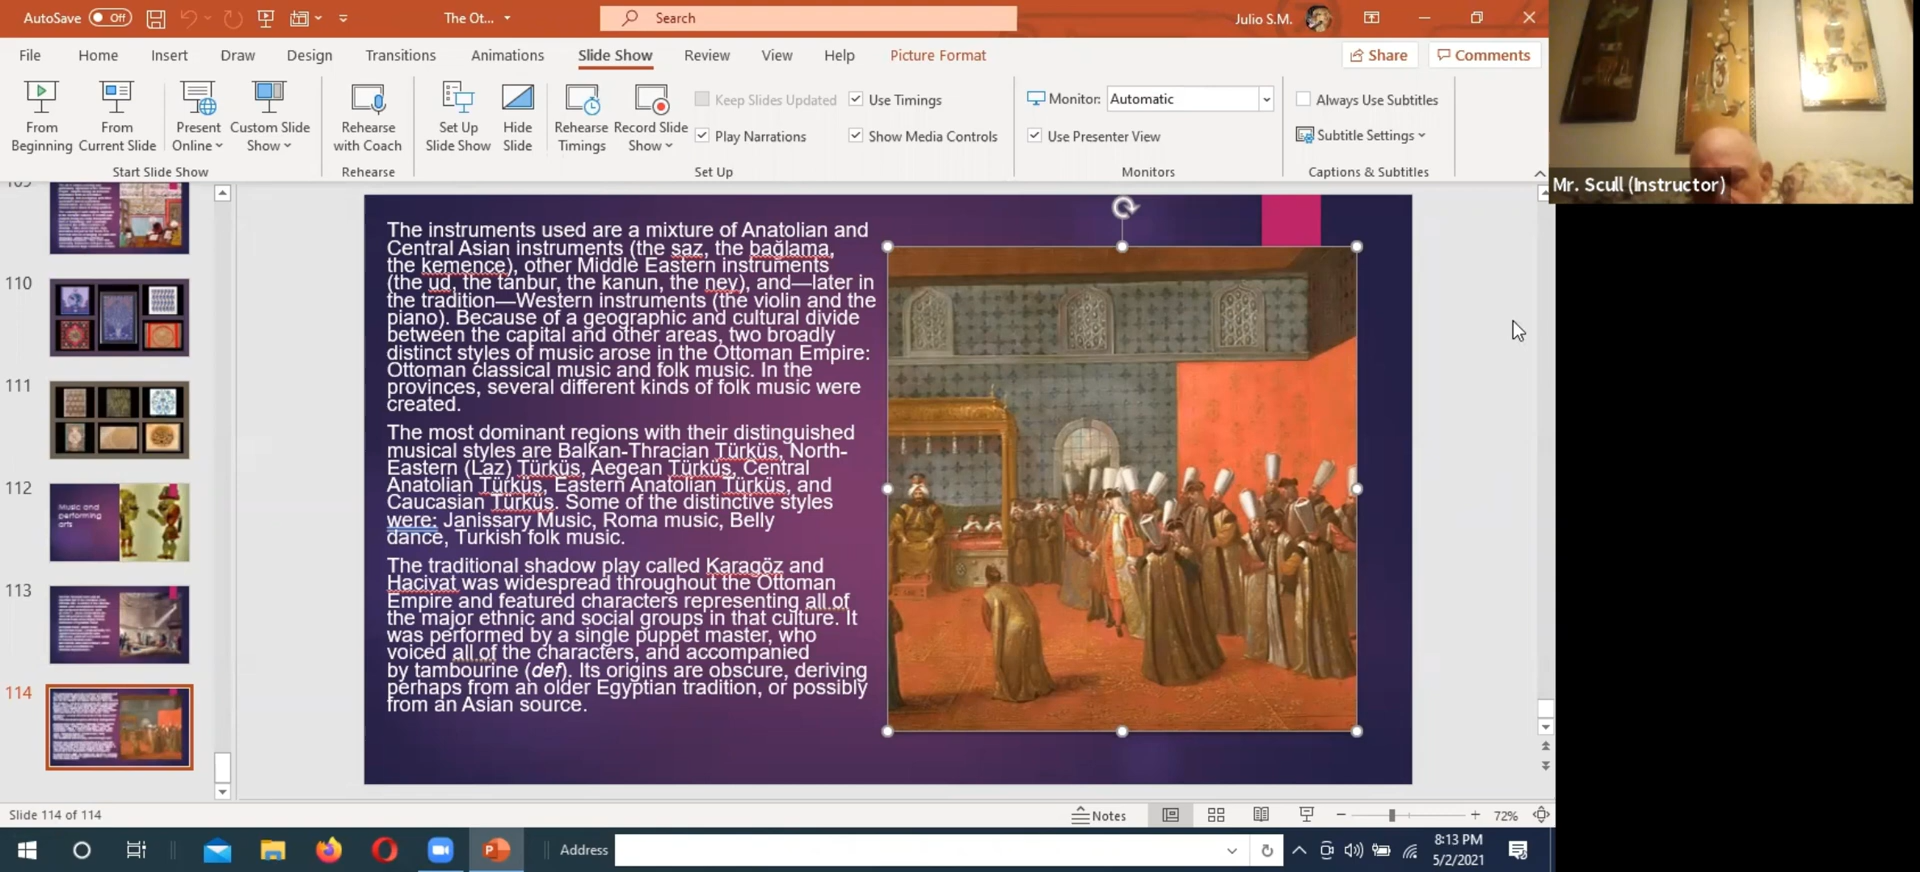 AutoSave Off
The Ot...
Search
Julio S.M.
File Home Insert Draw Design Transitions Animations Slide Show Review View Help Picture Format
Share Comments
From Beginning
From Current Slide
Present Online
Custom Slide Show
Rehearse with Coach
Set Up Slide Show
Hide Slide
Rehearse Timings
Record Slide Show
Keep Slides Updated
Play Narrations
Use Timings
Show Media Controls
Monitor: Automatic
Use Presenter View
Always Use Subtitles
Subtitle Settings
Start Slide Show Rehearse Set Up Monitors Captions & Subtitles
Mr. Scull (Instructor)
109
110
111
112
Music and
performing
arts
113
114
The instruments used are a mixture of Anatolian and
Central Asian instruments (the saz, the bağlama,
the kemence), other Middle Eastern instruments
(the ud, the tanbur, the kanun, the ney), and—later in
the tradition—Western instruments (the violin and the
piano). Because of a geographic and cultural divide
between the capital and other areas, two broadly
distinct styles of music arose in the Ottoman Empire:
Ottoman classical music and folk music. In the
provinces, several different kinds of folk music were
created.
The most dominant regions with their distinguished
musical styles are Balkan-Thracian Türküs, North-
Eastern (Laz) Türküs, Aegean Türküs, Central
Anatolian Türküs, Eastern Anatolian Türküs, and
Caucasian Türküs. Some of the distinctive styles
were: Janissary Music, Roma music, Belly
dance, Turkish folk music.
The traditional shadow play called Karagöz and
Hacivat was widespread throughout the Ottoman
Empire and featured characters representing all of
the major ethnic and social groups in that culture. It
was performed by a single puppet master, who
voiced all of the characters, and accompanied
by tambourine (def). Its origins are obscure, deriving
perhaps from an older Egyptian tradition, or possibly
from an Asian source.
Slide 114 of 114
Notes
72%
Address
8:13 PM
5/2/2021